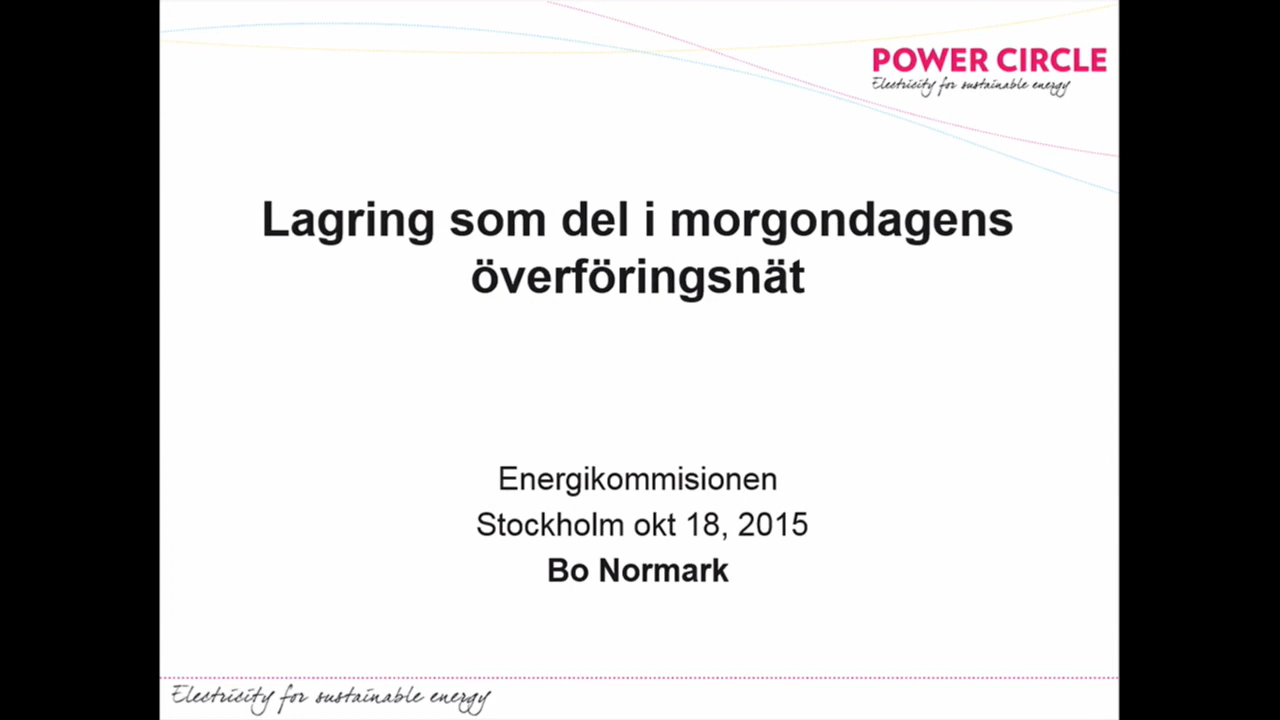 POWER CIRCLE
Electricity for sustainable energy
Lagring som del i morgondagens
överföringsnät
Energikommisionen
Stockholm okt 18, 2015
Bo Normark
Electricity for sustainable energy